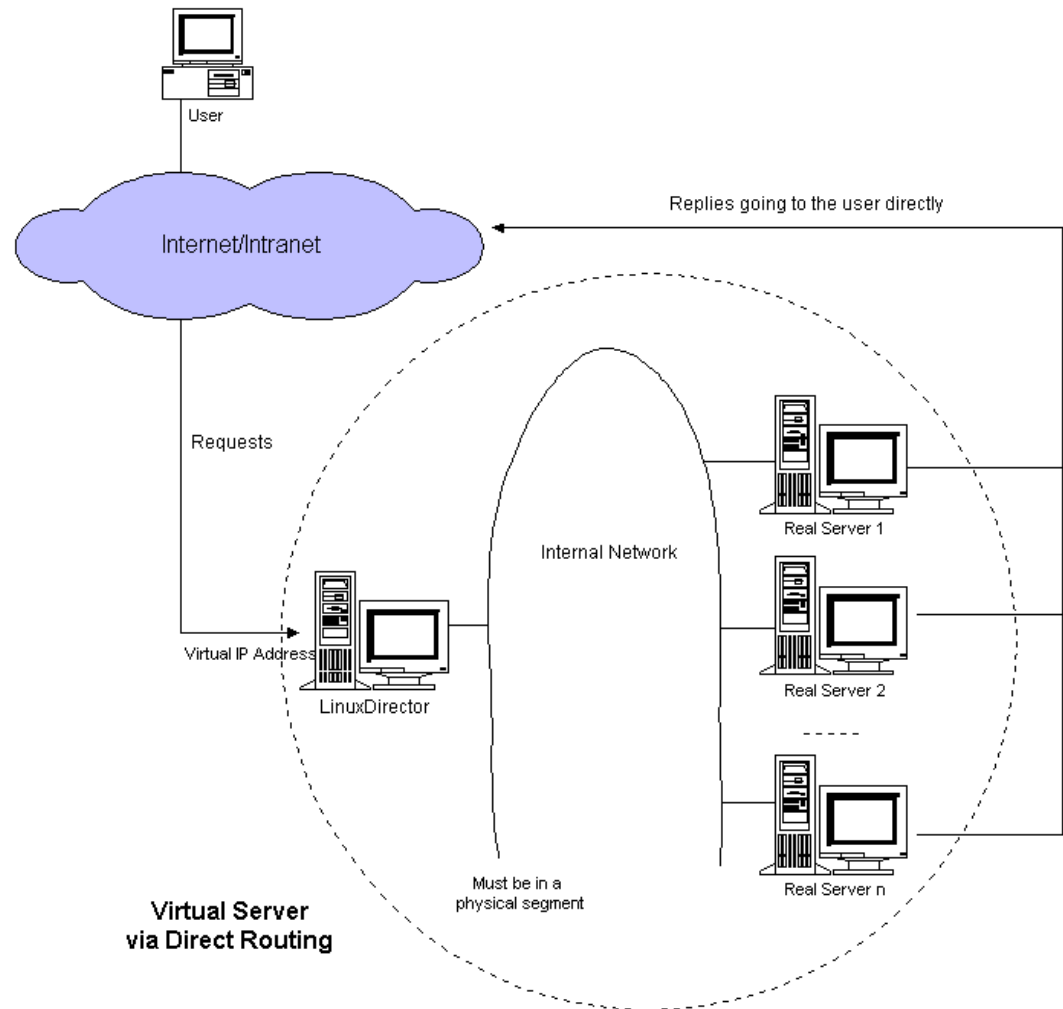 User
Replies going to the user directly
Internet/Intranet
Requests
Real Server 1
Internal Network
Virtual IP Address
Real Server 2
LinuxDirector
Must be in a
physical segment
Real Server n
Virtual Server
via Direct Routing